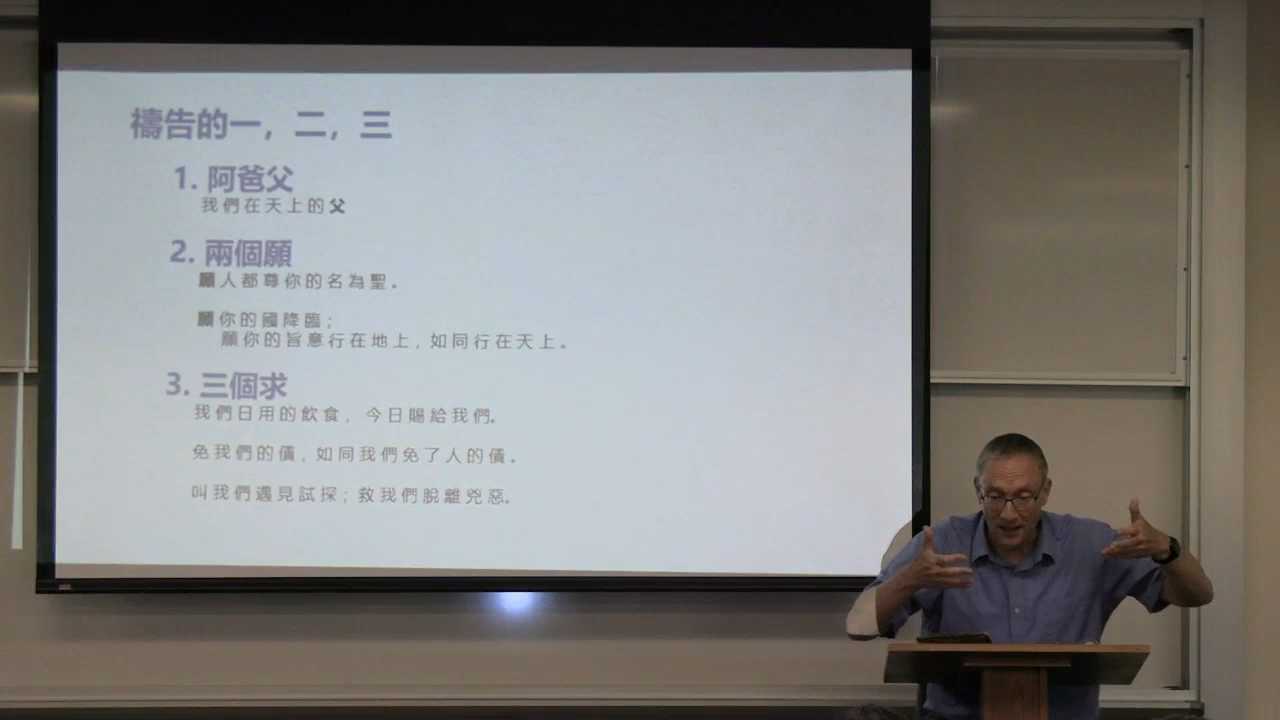 禱告的一，二，三
1. 阿爸父
我們在天上的父
2. 兩個願
願人都尊你的名為聖。
願你的國降臨；
願你的旨意行在地上，如同行在天上。
3. 三個求
我們日用的飲食，今日賜給我們。
免我們的債，如同我們免了人的債。
叫我們遇見試探；救我們脫離兇惡。